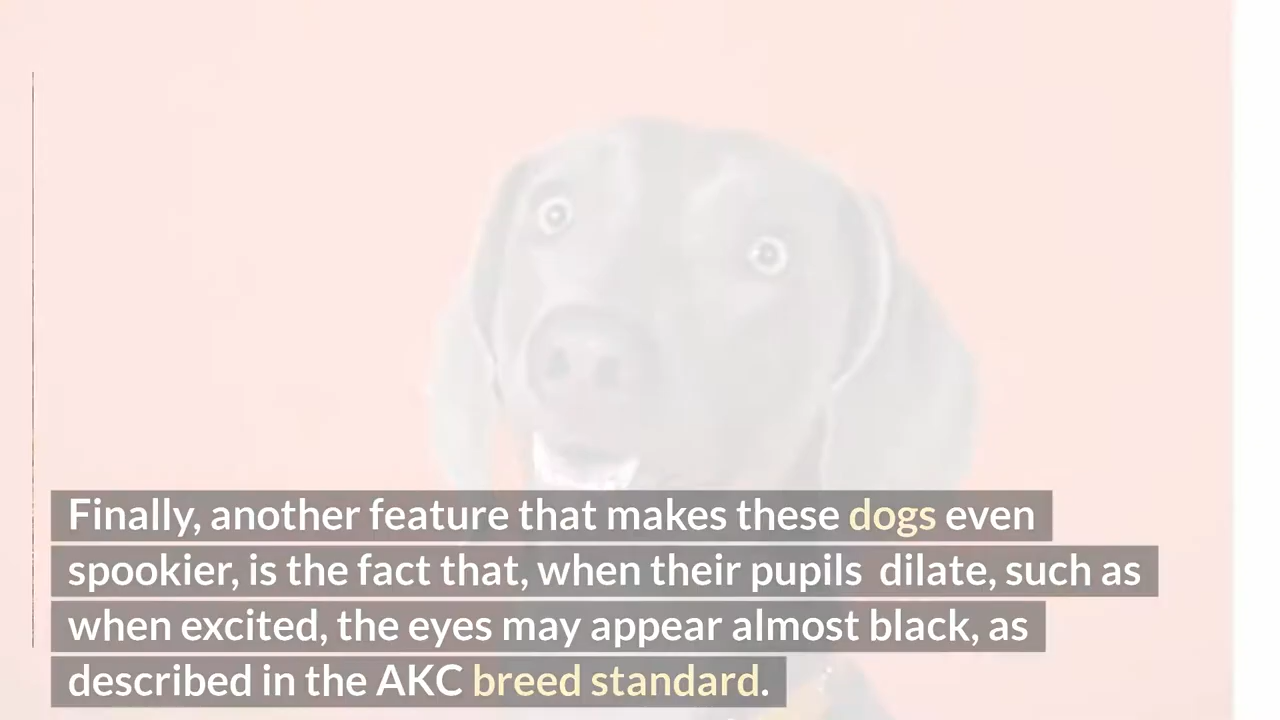 Finally, another feature that makes these dogs even
spookier, is the fact that, when their pupils  dilate, such as
when excited, the eyes may appear almost black, as
described in the AKC breed standard.